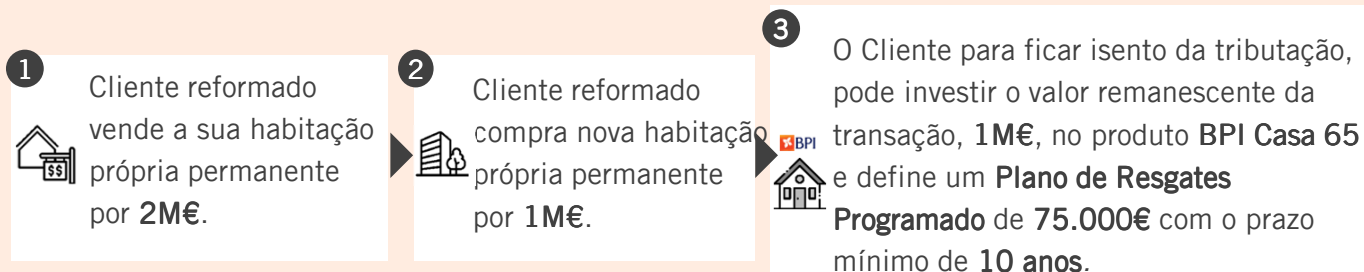 1
Cliente reformado
vende a sua habitação
própria permanente
por 2M€.
$$
2
Cliente reformado
compra nova habitação
própria permanente
por 1M€.
3
BPI
O Cliente para ficar isento da tributação,
pode investir o valor remanescente da
transação, 1M€, no produto BPI Casa 65
e define um Plano de Resgates
Programado de 75.000€ com o prazo
mínimo de 10 anos.